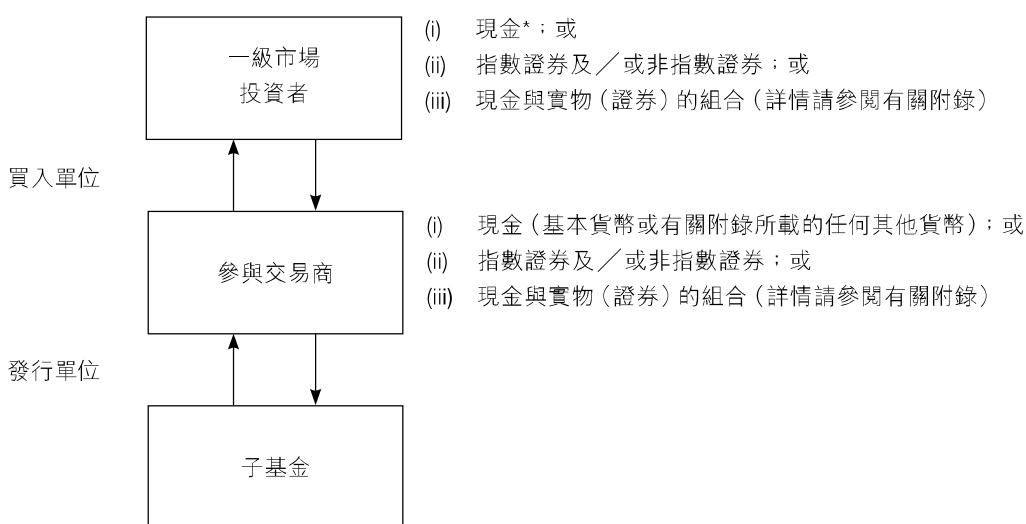 一級市場
投資者
(i) 現金*；或
(ii) 指數證券及／或非指數證券；或
(iii) 現金與實物（證券）的組合（詳情請參閱有關附錄）
買入單位
參與交易商
(i) 現金（基本貨幣或有關附錄所載的任何其他貨幣）；或
(ii) 指數證券及／或非指數證券；或
(iii) 現金與實物（證券）的組合（詳情請參閱有關附錄）
發行單位
子基金